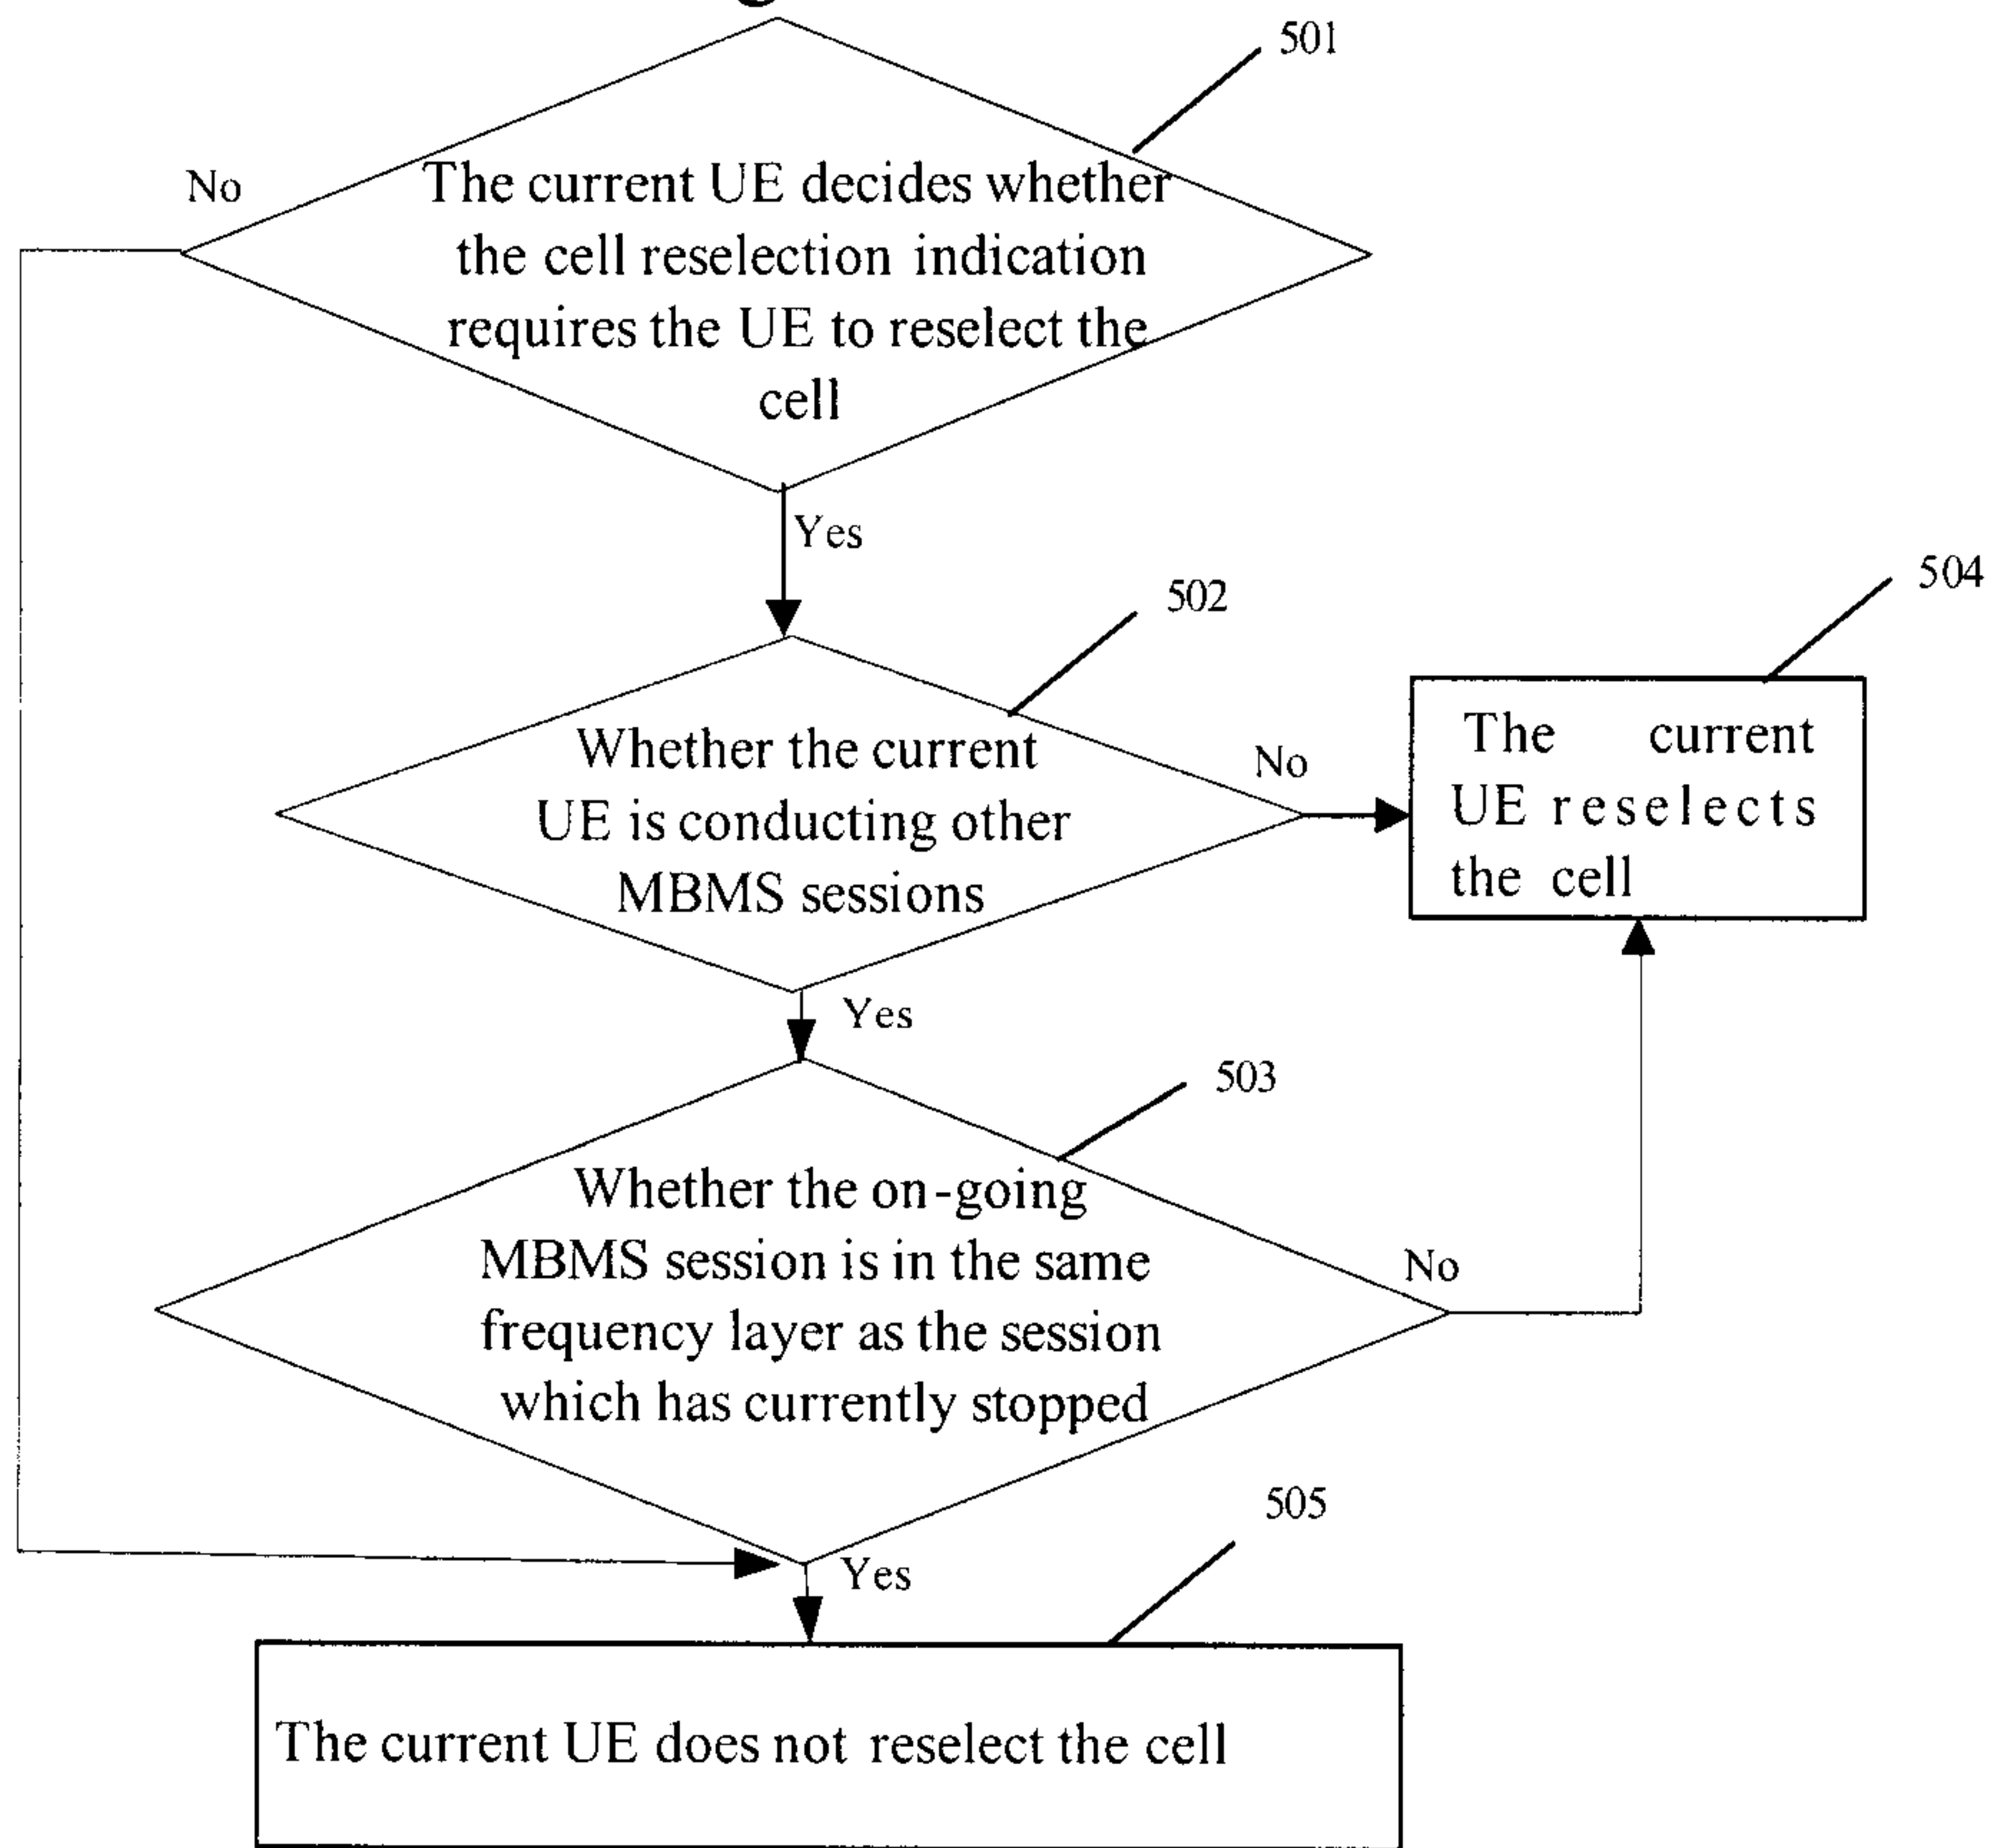 501
No
The current UE decides whether
the cell reselection indication
requires the UE to reselect the
cell
Yes
502
504
Whether the current
UE is conducting other
MBMS sessions
No
The current
UE reselects
the cell
Yes
503
Whether the on-going
MBMS session is in the same
frequency layer as the session
which has currently stopped
No
505
Yes
The current UE does not reselect the cell